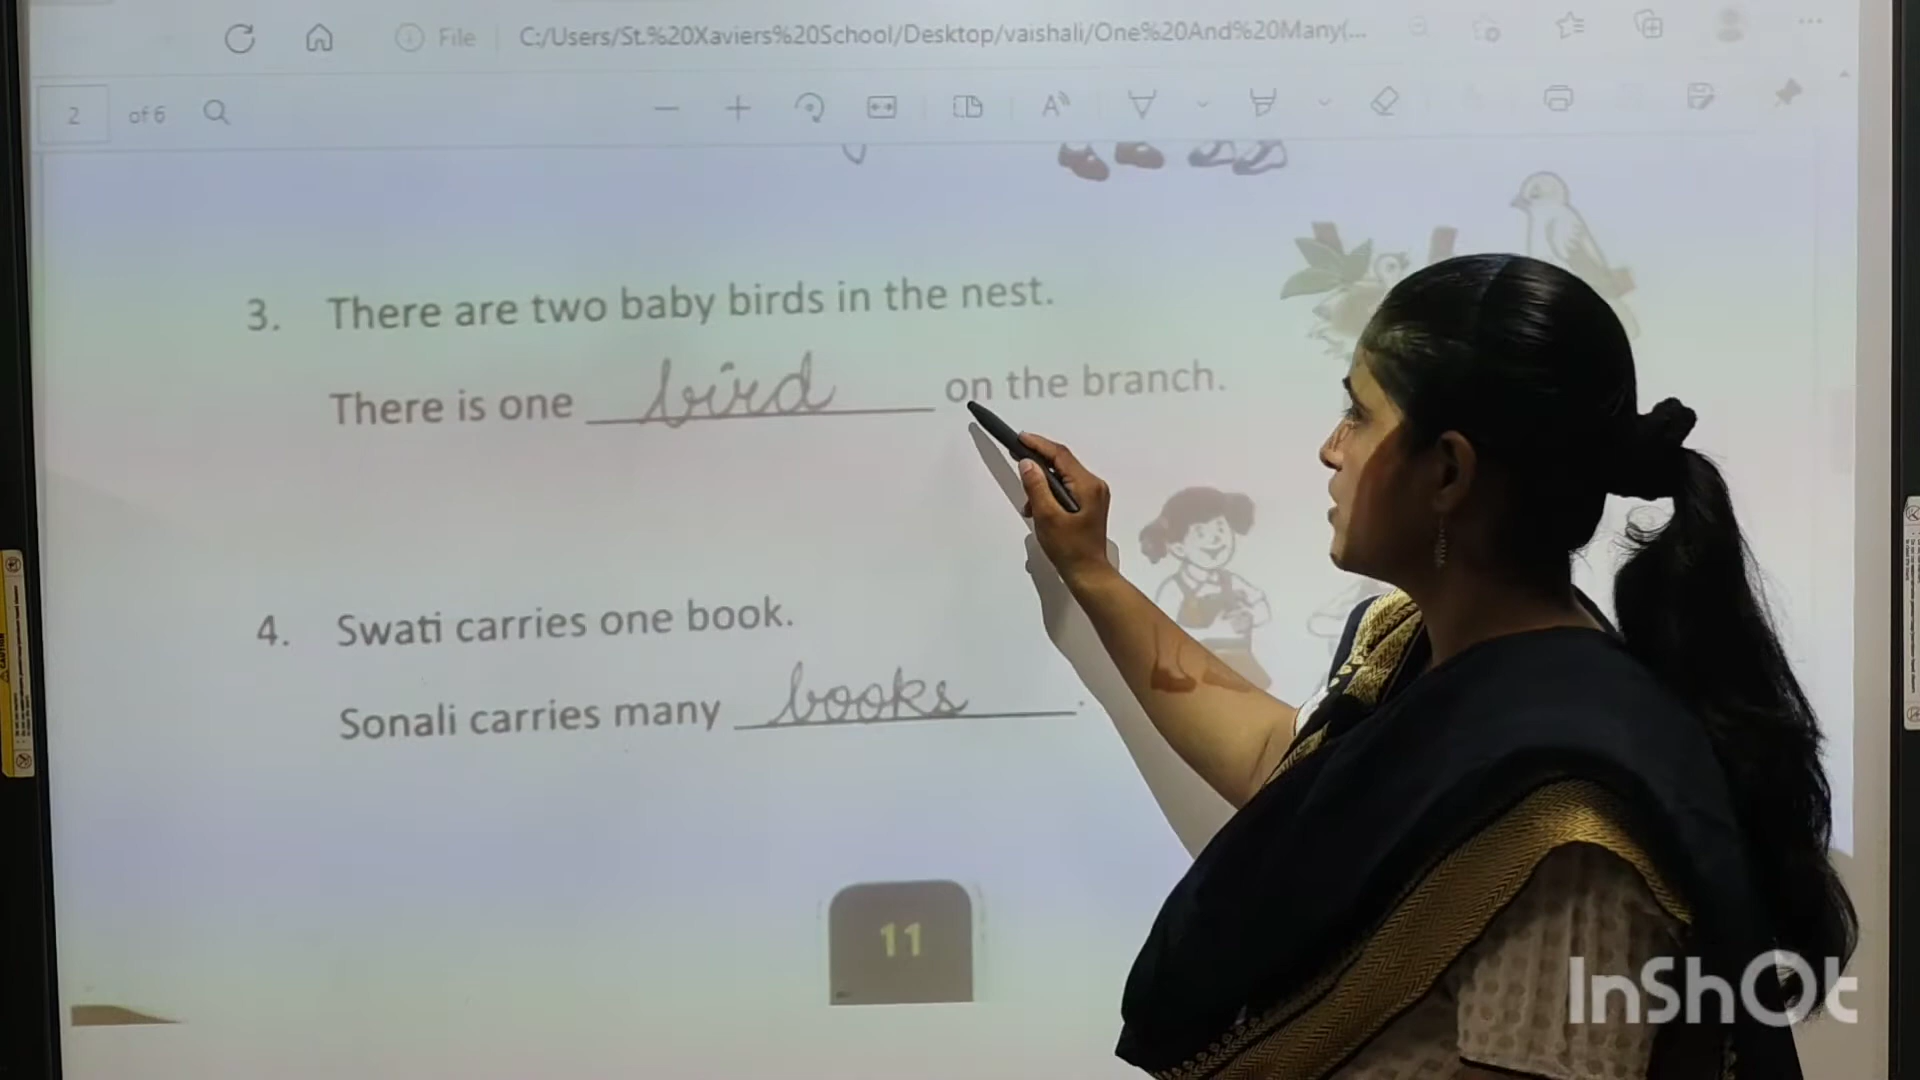 File C:/Users/St.%20Xaviers%20School/Desktop/vaishali/One%20And%20Many(...
2 of 6
3. There are two baby birds in the nest.
There is one bird on the branch.
4. Swati carries one book.
Sonali carries many books.
11
InShOt